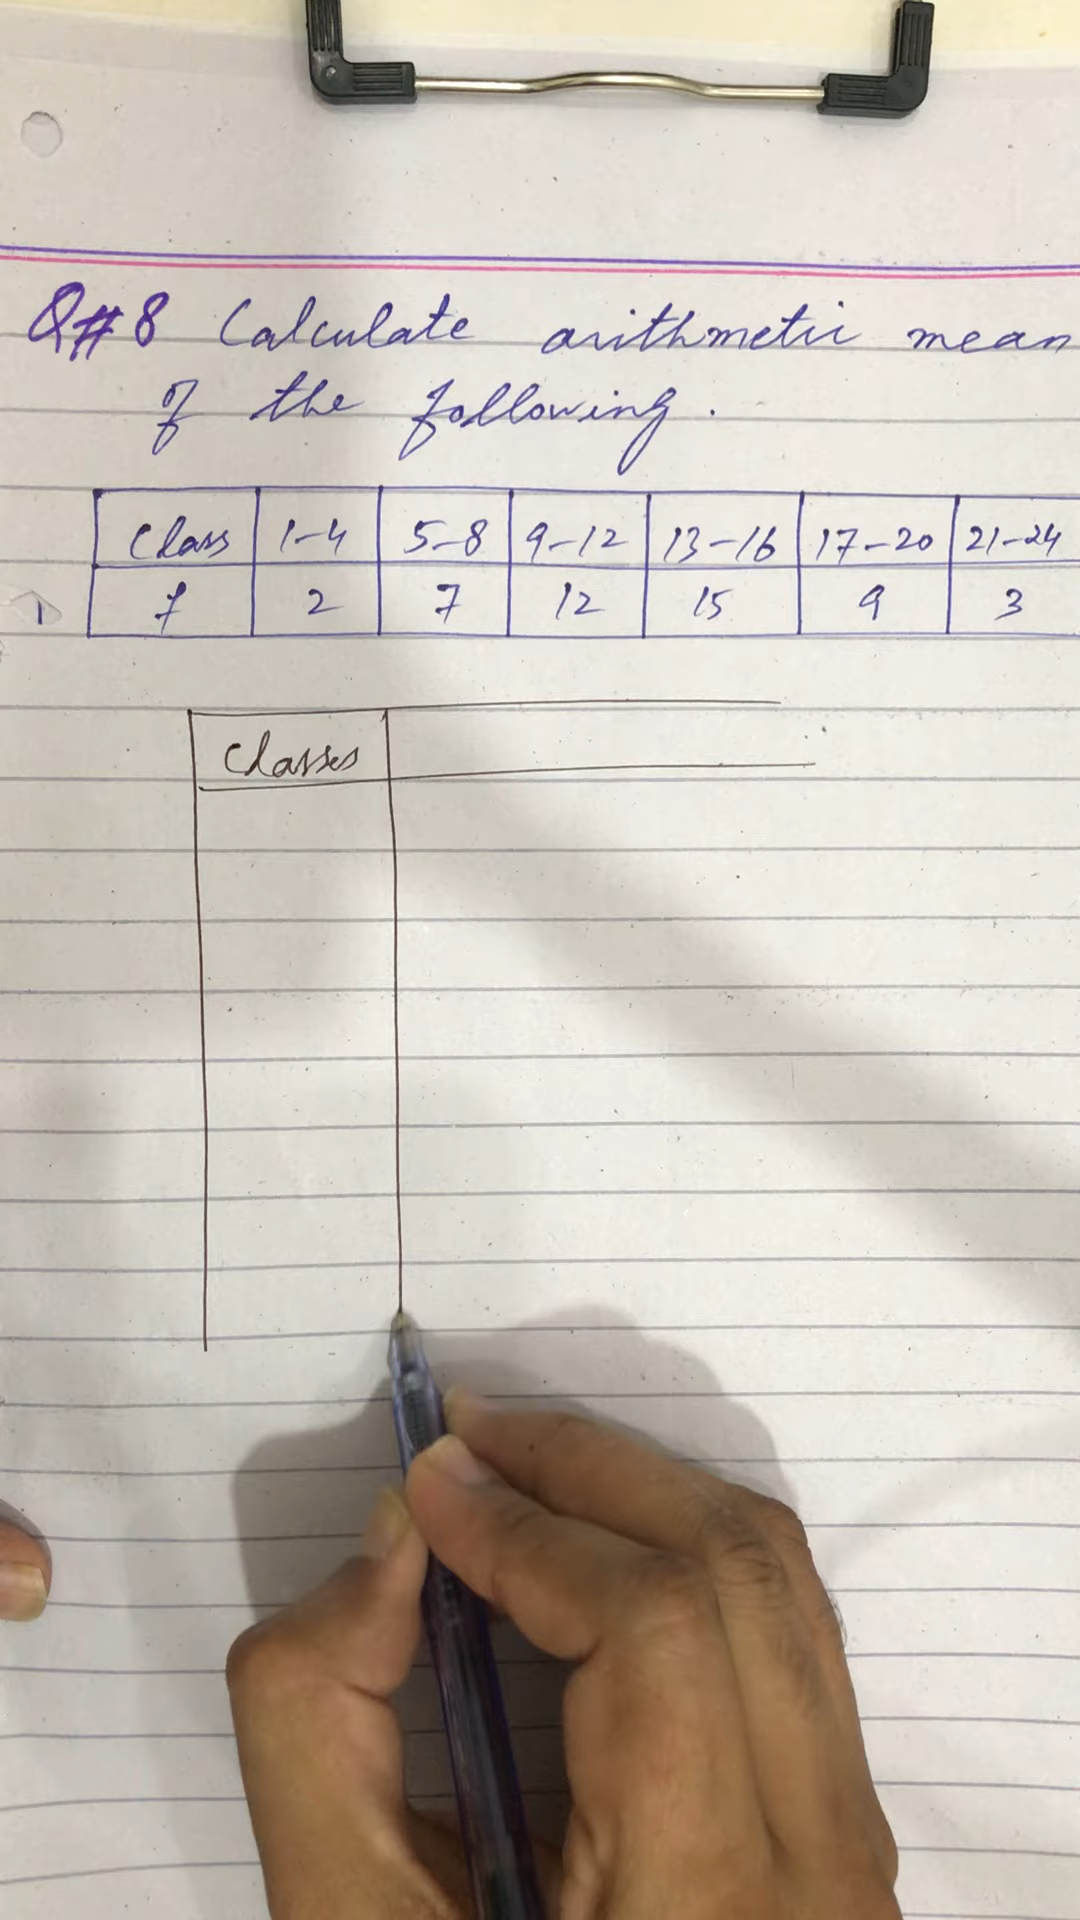 Q#8 Calculate arithmetic mean
of the following.
Class 1-4 5-8 9-12 13-16 17-20 21-24
f 2 7 12 15 9 3
Classes